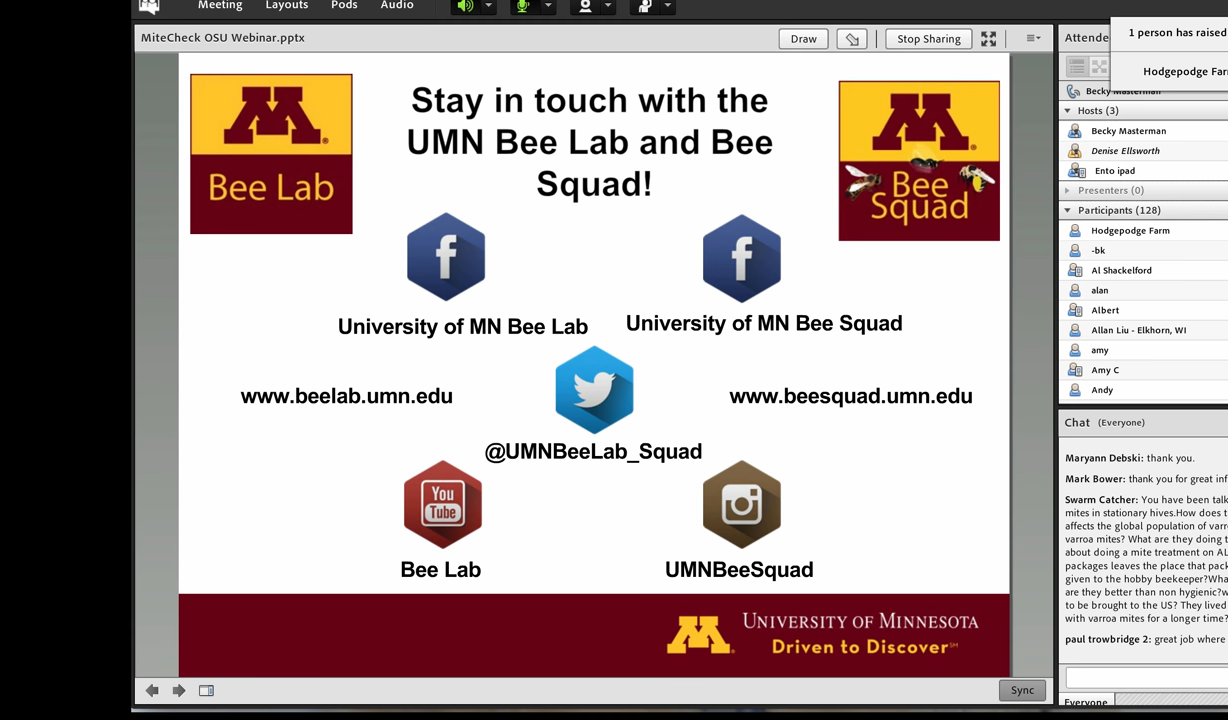 Meeting Layouts Pods Audio
MiteCheck OSU Webinar.pptx
Draw
Stop Sharing
M
Bee Lab
Stay in touch with the
UMN Bee Lab and Bee
Squad!
M
Bee
Squad
f
f
University of MN Bee Lab
University of MN Bee Squad
www.beelab.umn.edu
www.beesquad.umn.edu
@UMNBeeLab_Squad
You
Tube
Bee Lab
UMNBeeSquad
M
UNIVERSITY OF MINNESOTA
Driven to Discover℠
Sync
Attende
1 person has raised
Hodgepodge Far
Becky Masterman
Hosts (3)
Becky Masterman
Denise Ellsworth
Ento ipad
Presenters (0)
Participants (128)
Hodgepodge Farm
-bk
Al Shackelford
alan
Albert
Allan Liu - Elkhorn, WI
amy
Amy C
Andy
Chat (Everyone)
Maryann Debski: thank you.
Mark Bower: thank you for great inf
Swarm Catcher: You have been talk
mites in stationary hives.How does t
affects the global population of varr
varroa mites? What are they doing t
about doing a mite treatment on AL
packages leaves the place that pack
given to the hobby beekeeper?Wha
are they better than non hygienic?w
to be brought to the US? They lived
with varroa mites for a longer time?
paul trowbridge 2: great job where
Everyone